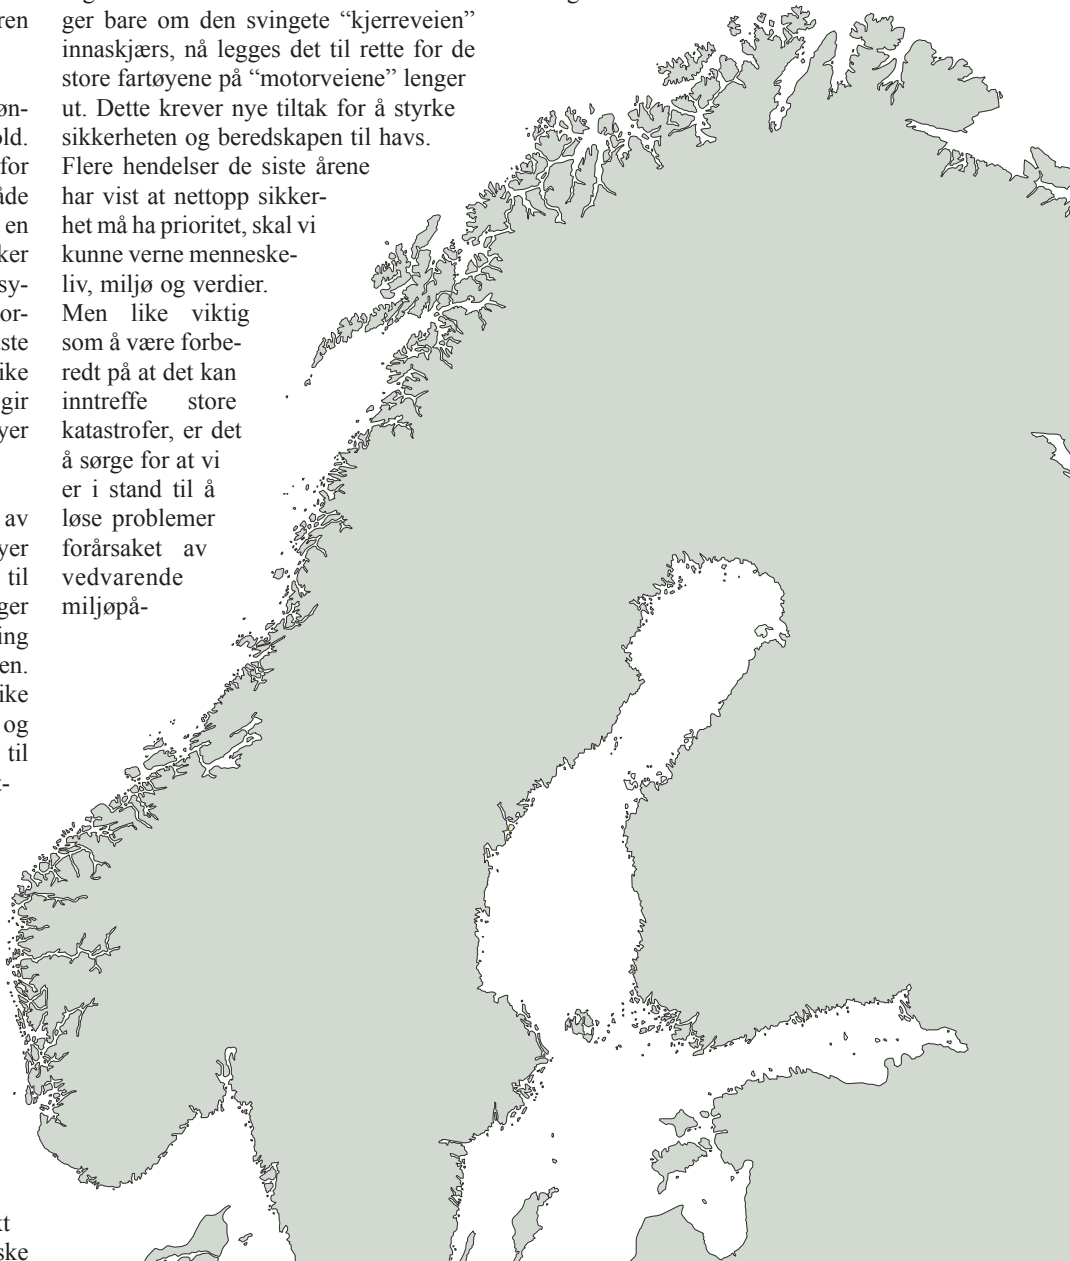 ger bare om den svingete “kjerreveien”
innaskjærs, nå legges det til rette for de
store fartøyene på “motorveiene” lenger
ut. Dette krever nye tiltak for å styrke
sikkerheten og beredskapen til havs.
Flere hendelser de siste årene
har vist at nettopp sikker-
het må ha prioritet, skal vi
kunne verne menneske-
liv, miljø og verdier.
Men like viktig
som å være forbe-
redt på at det kan
inntreffe store
katastrofer, er det
å sørge for at vi
er i stand til å
løse problemer
forårsaket av
vedvarende
miljøpå-